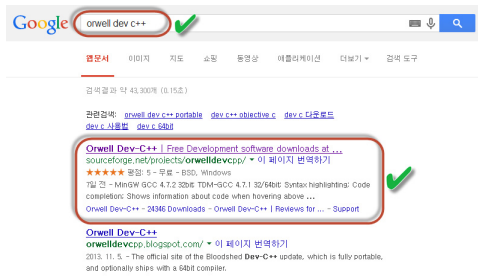 Google
orwell dev c++
웹문서 이미지 지도 쇼핑 동영상 애플리케이션 더보기 검색 도구
검색결과 약 43,300개 (0.15초)
관련검색: orwell dev c++ portable dev c++ objective c dev c 다운로드
dev c 사용법 dev c 64bit
Orwell Dev-C++ | Free Development software downloads at ...
sourceforge.net/projects/orwelldevcpp/ 이 페이지 번역하기
★★★★★ 평점: 5 - 무료 - BSD, Windows
7일 전 - MinGW GCC 4.7.2 32bit; TDM-GCC 4.7.1 32/64bit; Syntax highlighting; Code
completion; Shows information about code when hovering above ...
Orwell Dev-C++ - 24346 Downloads - Orwell Dev-C++ | Reviews for ... - Support
Orwell Dev-C++
orwelldevcpp.blogspot.com/ 이 페이지 번역하기
2013. 11. 5. - The official site of the Bloodshed Dev-C++ update, which is fully portable,
and optionally ships with a 64bit compiler.